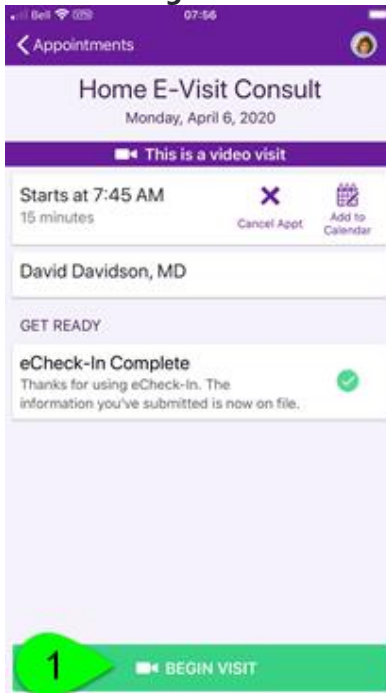 Bell 07:56
Appointments
Home E-Visit Consult
Monday, April 6, 2020
This is a video visit
Starts at 7:45 AM
15 minutes
Cancel Appt
Add to
Calendar
David Davidson, MD
GET READY
eCheck-In Complete
Thanks for using eCheck-In. The
information you've submitted is now on file.
1
BEGIN VISIT